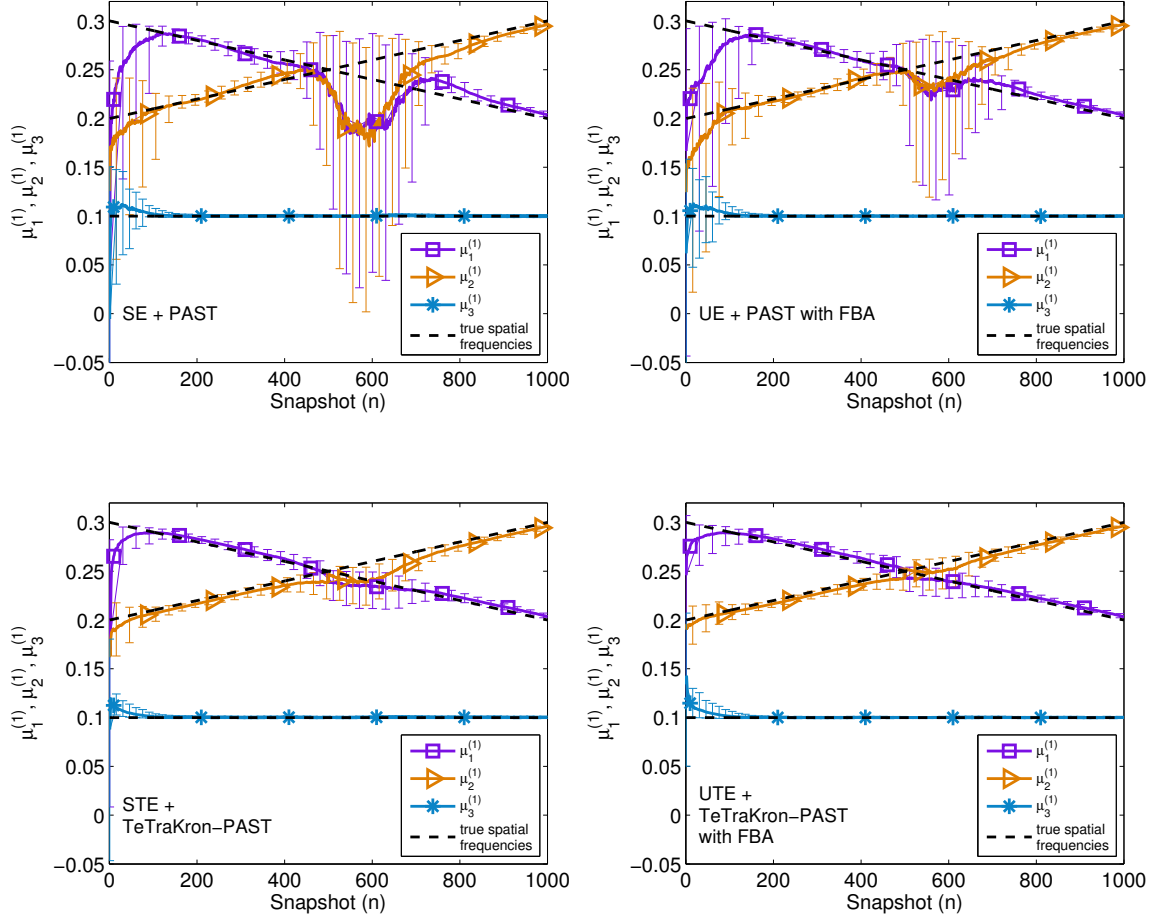 0.3
0.25
0.2
0.15
0.1
0.05
0
−0.05
μ₁⁽¹⁾ , μ₂⁽¹⁾ , μ₃⁽¹⁾
0 200 400 600 800 1000
Snapshot (n)
SE + PAST
μ₁⁽¹⁾
μ₂⁽¹⁾
μ₃⁽¹⁾
true spatial
frequencies
0.3
0.25
0.2
0.15
0.1
0.05
0
−0.05
μ₁⁽¹⁾ , μ₂⁽¹⁾ , μ₃⁽¹⁾
0 200 400 600 800 1000
Snapshot (n)
UE + PAST with FBA
μ₁⁽¹⁾
μ₂⁽¹⁾
μ₃⁽¹⁾
true spatial
frequencies
0.3
0.25
0.2
0.15
0.1
0.05
0
−0.05
μ₁⁽¹⁾ , μ₂⁽¹⁾ , μ₃⁽¹⁾
0 200 400 600 800 1000
Snapshot (n)
STE +
TeTraKron−PAST
μ₁⁽¹⁾
μ₂⁽¹⁾
μ₃⁽¹⁾
true spatial
frequencies
0.3
0.25
0.2
0.15
0.1
0.05
0
−0.05
μ₁⁽¹⁾ , μ₂⁽¹⁾ , μ₃⁽¹⁾
0 200 400 600 800 1000
Snapshot (n)
UTE +
TeTraKron−PAST
with FBA
μ₁⁽¹⁾
μ₂⁽¹⁾
μ₃⁽¹⁾
true spatial
frequencies